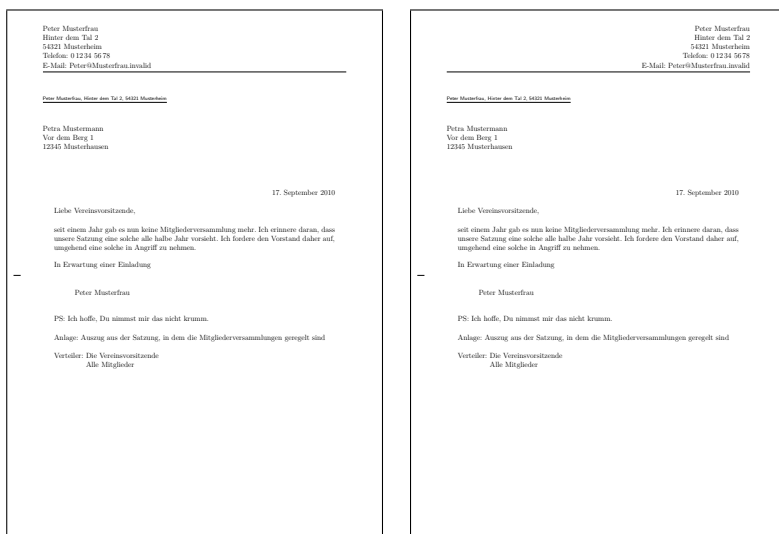 Peter Musterfrau
Hinter dem Tal 2
54321 Musterheim
Telefon: 0 12 34 56 78
E-Mail: Peter@Musterfrau.invalid
Peter Musterfrau, Hinter dem Tal 2, 54321 Musterheim
Petra Mustermann
Vor dem Berg 1
12345 Musterhausen
17. September 2010
Liebe Vereinsvorsitzende,
seit einem Jahr gab es nun keine Mitgliederversammlung mehr. Ich erinnere daran, dass
unsere Satzung eine solche alle halbe Jahr vorsieht. Ich fordere den Vorstand daher auf,
umgehend eine solche in Angriff zu nehmen.
In Erwartung einer Einladung
Peter Musterfrau
PS: Ich hoffe, Du nimmst mir das nicht krumm.
Anlage: Auszug aus der Satzung, in dem die Mitgliederversammlungen geregelt sind
Verteiler: Die Vereinsvorsitzende
Alle Mitglieder
Peter Musterfrau
Hinter dem Tal 2
54321 Musterheim
Telefon: 0 12 34 56 78
E-Mail: Peter@Musterfrau.invalid
Peter Musterfrau, Hinter dem Tal 2, 54321 Musterheim
Petra Mustermann
Vor dem Berg 1
12345 Musterhausen
17. September 2010
Liebe Vereinsvorsitzende,
seit einem Jahr gab es nun keine Mitgliederversammlung mehr. Ich erinnere daran, dass
unsere Satzung eine solche alle halbe Jahr vorsieht. Ich fordere den Vorstand daher auf,
umgehend eine solche in Angriff zu nehmen.
In Erwartung einer Einladung
Peter Musterfrau
PS: Ich hoffe, Du nimmst mir das nicht krumm.
Anlage: Auszug aus der Satzung, in dem die Mitgliederversammlungen geregelt sind
Verteiler: Die Vereinsvorsitzende
Alle Mitglieder